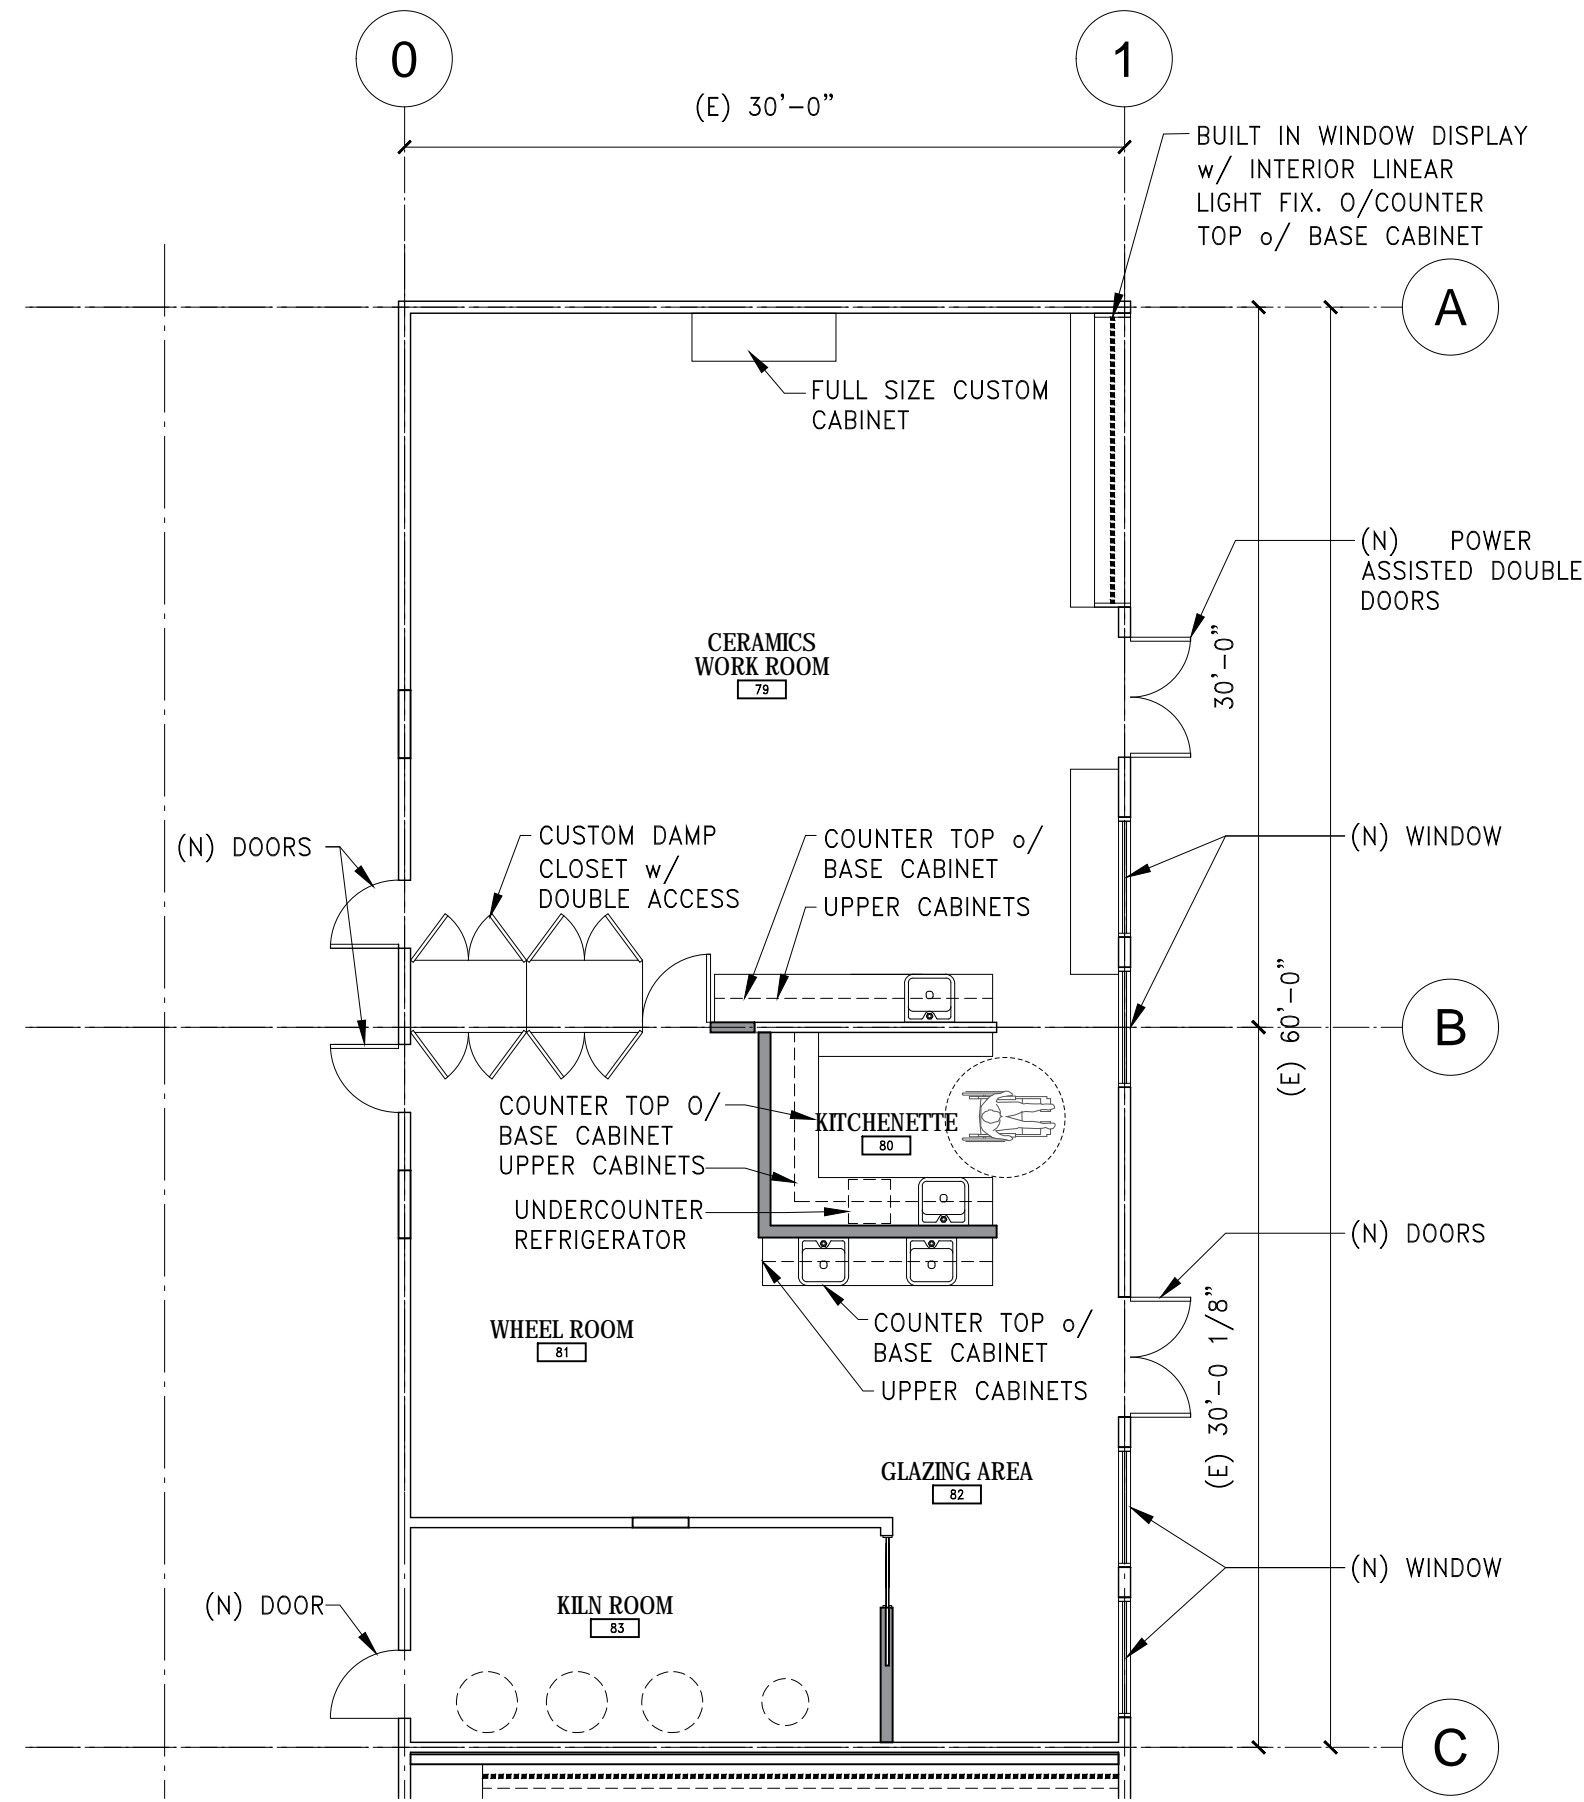 0
1
(E) 30'-0"
BUILT IN WINDOW DISPLAY
w/ INTERIOR LINEAR
LIGHT FIX. O/COUNTER
TOP o/ BASE CABINET
A
FULL SIZE CUSTOM
CABINET
(N) POWER
ASSISTED DOUBLE
DOORS
CERAMICS
WORK ROOM
79
30'-0"
(N) DOORS
CUSTOM DAMP
CLOSET w/
DOUBLE ACCESS
COUNTER TOP o/
BASE CABINET
UPPER CABINETS
(N) WINDOW
B
(E) 60'-0"
COUNTER TOP O/
BASE CABINET
UPPER CABINETS
KITCHENETTE
80
UNDERCOUNTER
REFRIGERATOR
(N) DOORS
WHEEL ROOM
81
COUNTER TOP o/
BASE CABINET
UPPER CABINETS
(E) 30'-0 1/8"
GLAZING AREA
82
(N) WINDOW
(N) DOOR
KILN ROOM
83
C